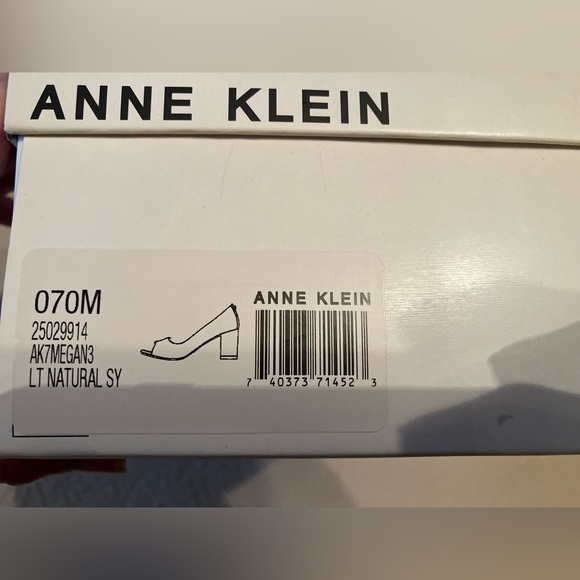 ANNE KLEIN
070M
25029914
AK7MEGAN3
LT NATURAL SY
ANNE KLEIN
7 40373 71452 3